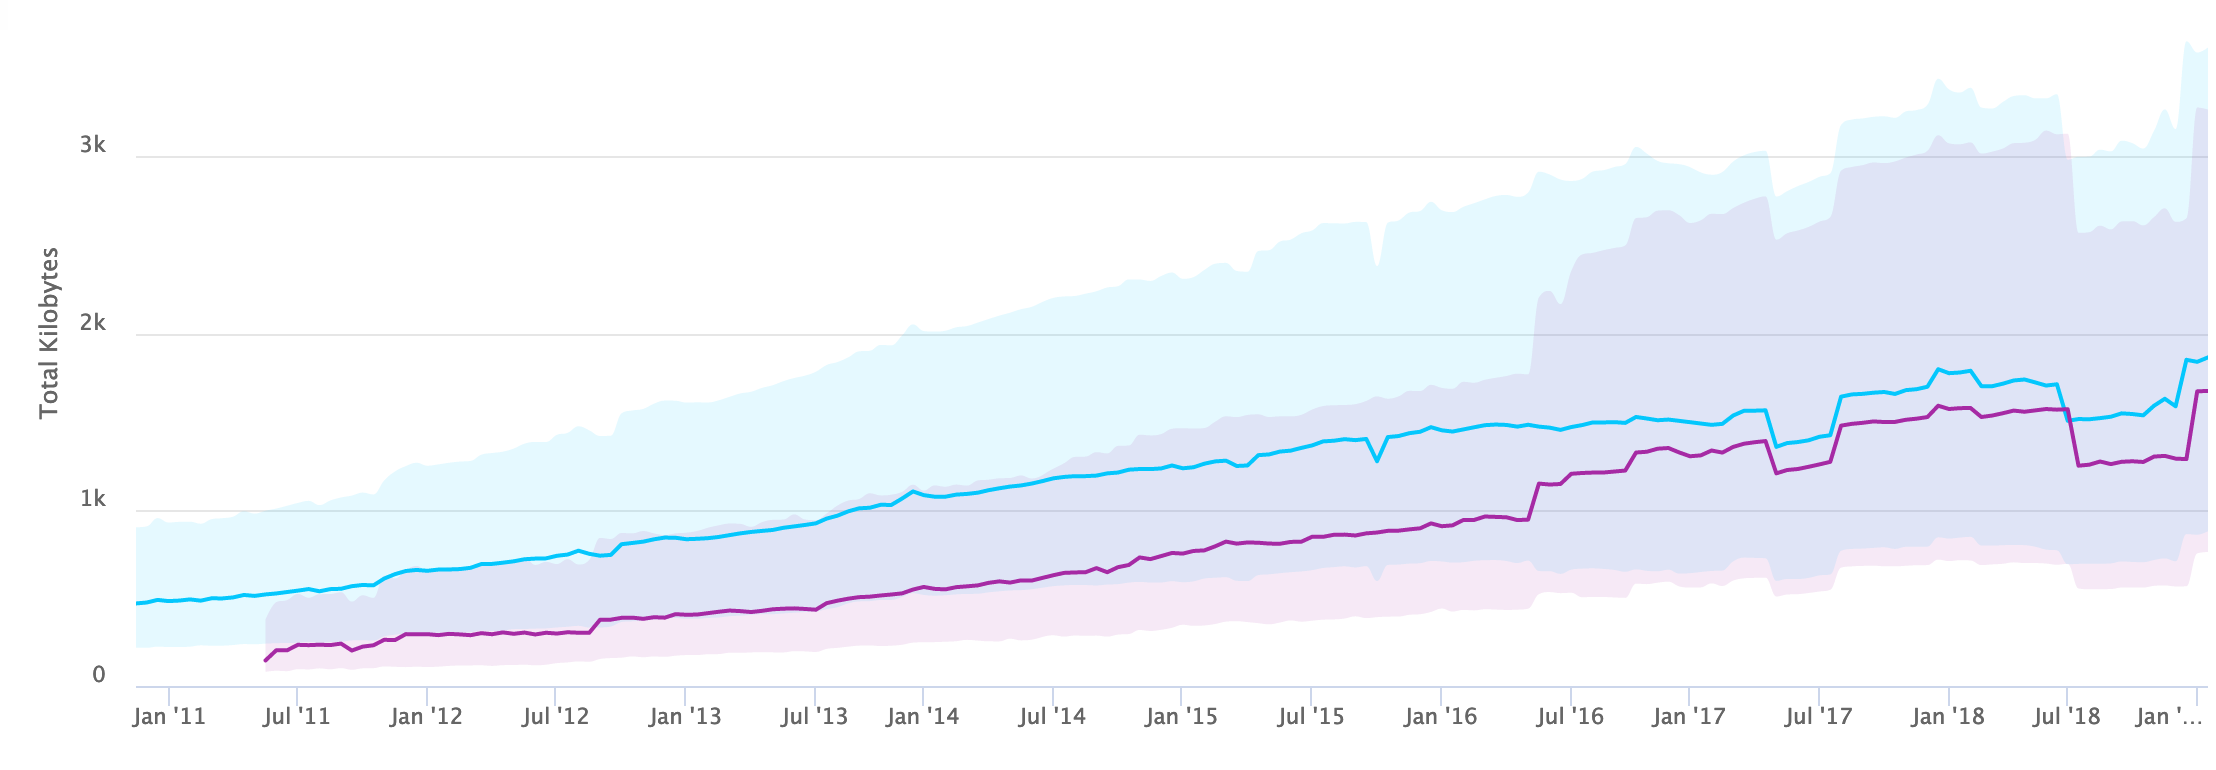 3k
2k
1k
0
Total Kilobytes
Jan '11
Jul '11
Jan '12
Jul '12
Jan '13
Jul '13
Jan '14
Jul '14
Jan '15
Jul '15
Jan '16
Jul '16
Jan '17
Jul '17
Jan '18
Jul '18
Jan '...